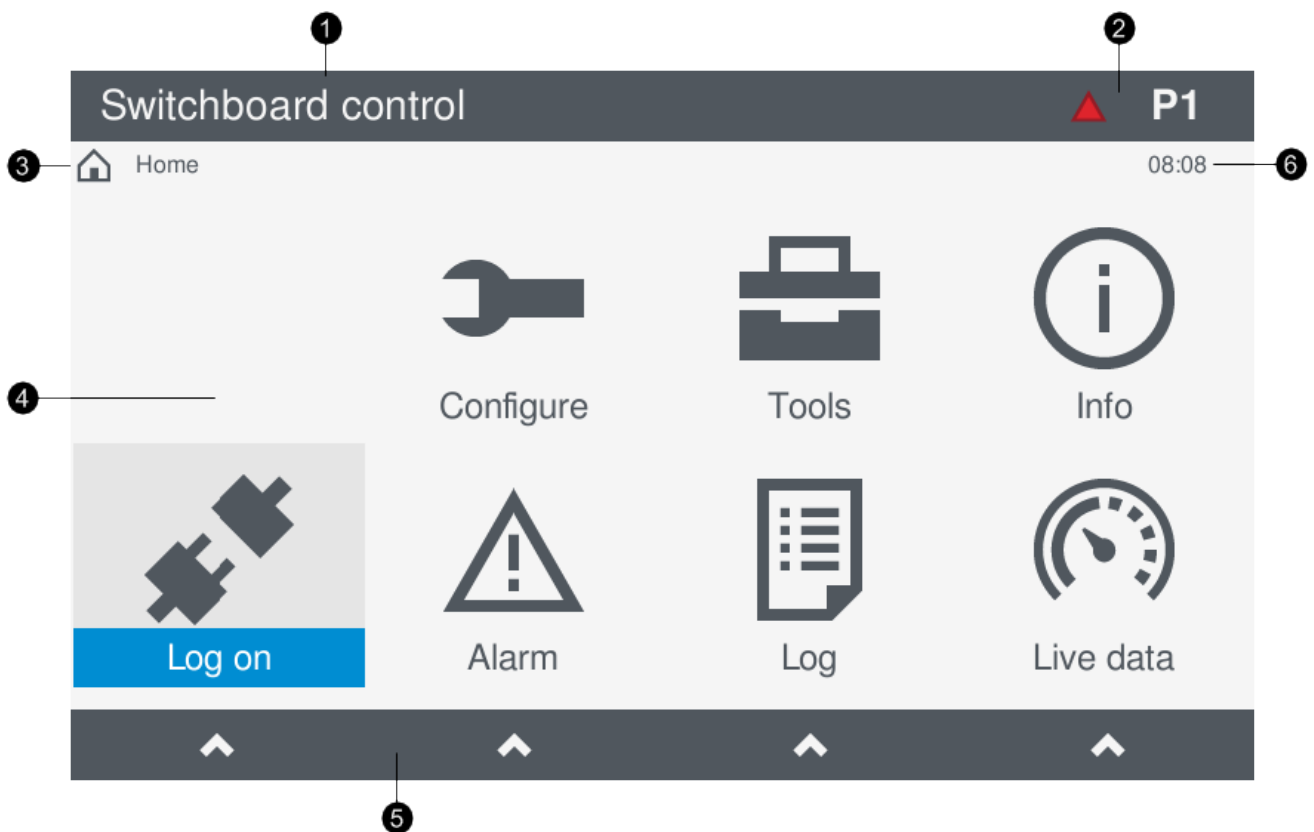 1 2
Switchboard control P1
3 Home 08:08 6
4 Configure Tools Info
Log on Alarm Log Live data
5